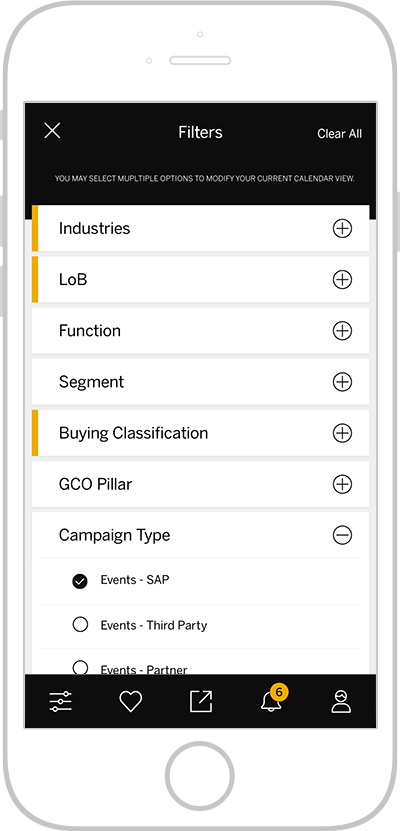 Filters
Clear All
YOU MAY SELECT MUPLTIPLE OPTIONS TO MODIFY YOUR CURRENT CALENDAR VIEW.
Industries
LoB
Function
Segment
Buying Classification
GCO Pillar
Campaign Type
Events - SAP
Events - Third Party
Events - Partner
6